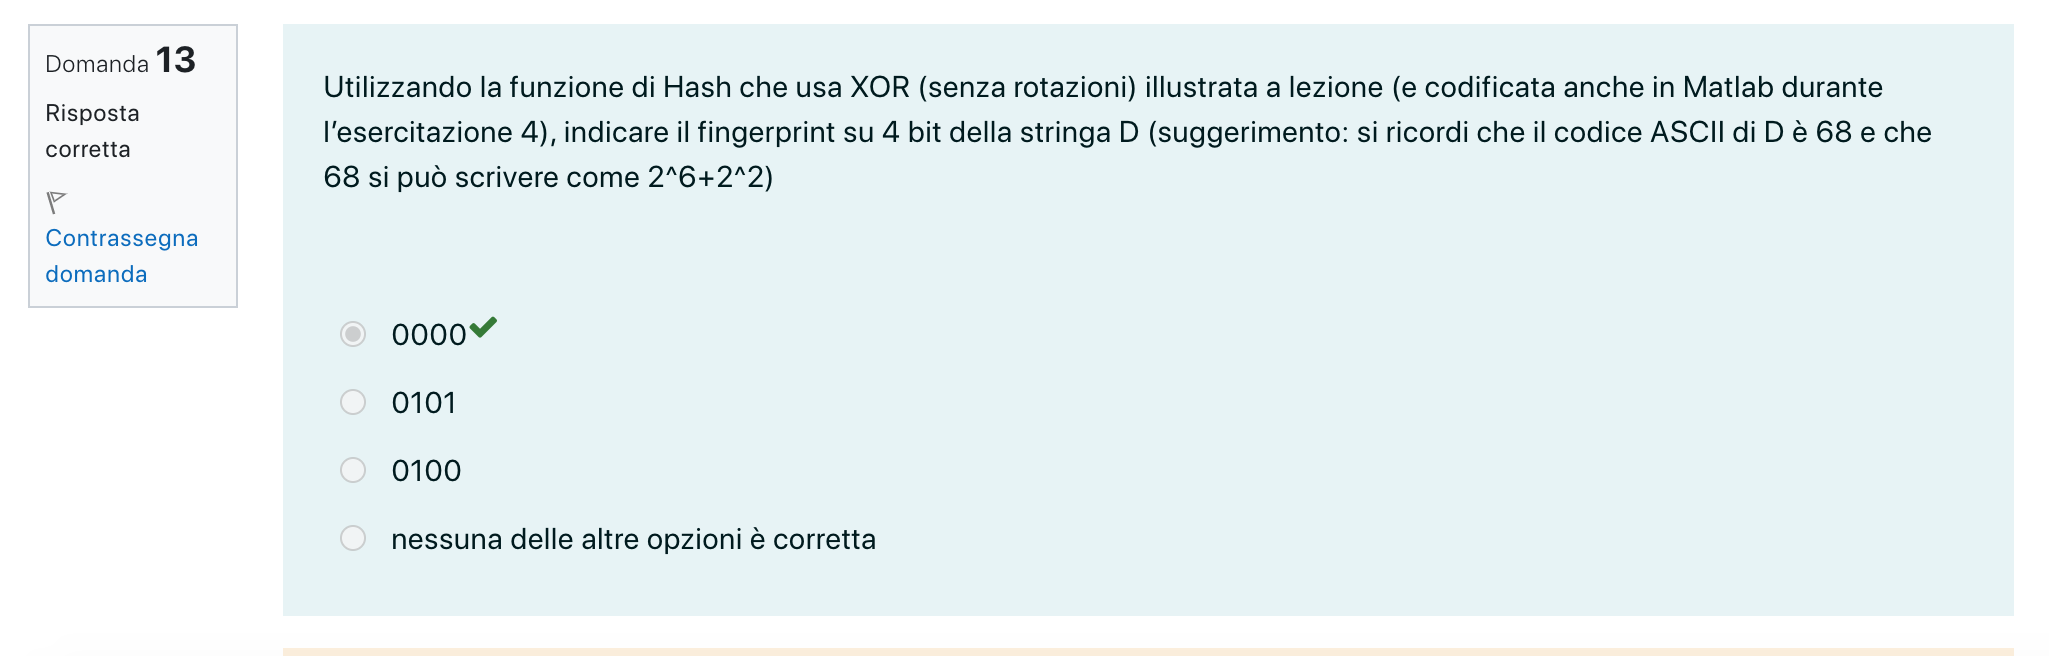 Domanda 13
Risposta
corretta
Contrassegna
domanda
Utilizzando la funzione di Hash che usa XOR (senza rotazioni) illustrata a lezione (e codificata anche in Matlab durante
l’esercitazione 4), indicare il fingerprint su 4 bit della stringa D (suggerimento: si ricordi che il codice ASCII di D è 68 e che
68 si può scrivere come 2^6+2^2)
0000
0101
0100
nessuna delle altre opzioni è corretta